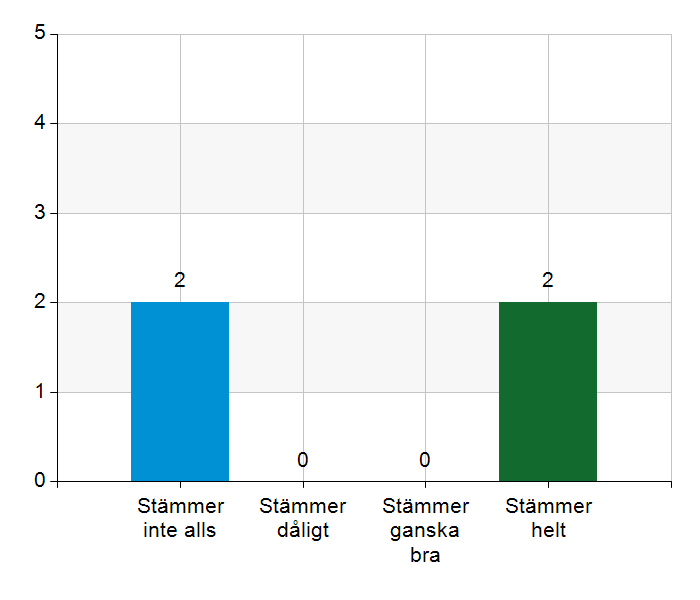 5
4
3
2
1
0
2
0
0
2
Stämmer
inte alls
Stämmer
dåligt
Stämmer
ganska
bra
Stämmer
helt